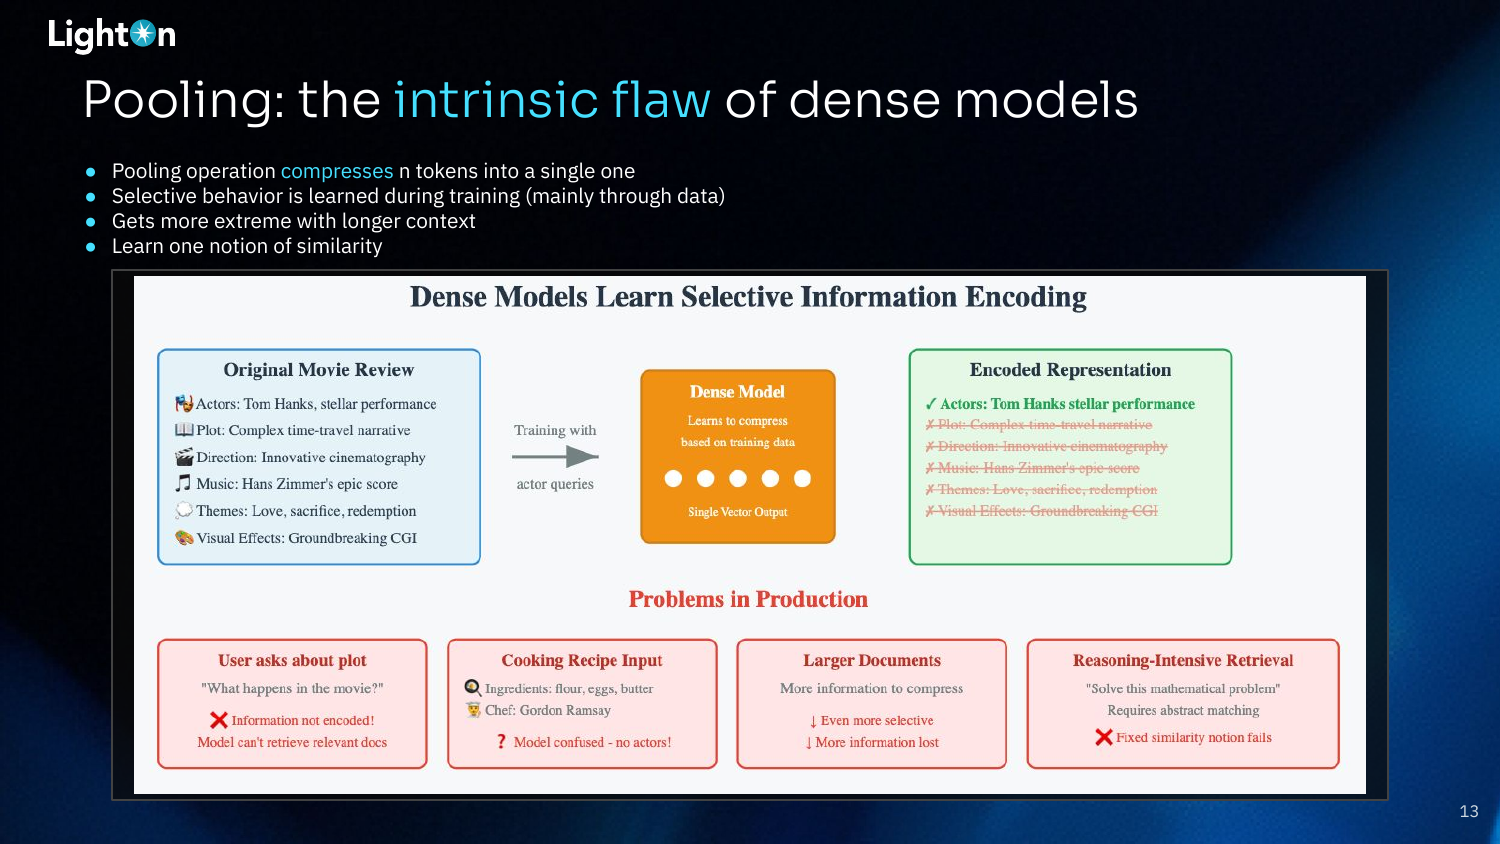 LightOn
Pooling: the intrinsic flaw of dense models
● Pooling operation compresses n tokens into a single one
● Selective behavior is learned during training (mainly through data)
● Gets more extreme with longer context
● Learn one notion of similarity
Dense Models Learn Selective Information Encoding
Original Movie Review
🎭 Actors: Tom Hanks, stellar performance
📖 Plot: Complex time-travel narrative
🎬 Direction: Innovative cinematography
🎵 Music: Hans Zimmer's epic score
💭 Themes: Love, sacrifice, redemption
🎨 Visual Effects: Groundbreaking CGI
Training with
actor queries
Dense Model
Learns to compress
based on training data
Single Vector Output
Encoded Representation
✓ Actors: Tom Hanks stellar performance
✗ Plot: Complex time-travel narrative
✗ Direction: Innovative cinematography
✗ Music: Hans Zimmer's epic score
✗ Themes: Love, sacrifice, redemption
✗ Visual Effects: Groundbreaking CGI
Problems in Production
User asks about plot
"What happens in the movie?"
❌ Information not encoded!
Model can't retrieve relevant docs
Cooking Recipe Input
🍳 Ingredients: flour, eggs, butter
👨‍🍳 Chef: Gordon Ramsay
❓ Model confused - no actors!
Larger Documents
More information to compress
↓ Even more selective
↓ More information lost
Reasoning-Intensive Retrieval
"Solve this mathematical problem"
Requires abstract matching
❌ Fixed similarity notion fails
13